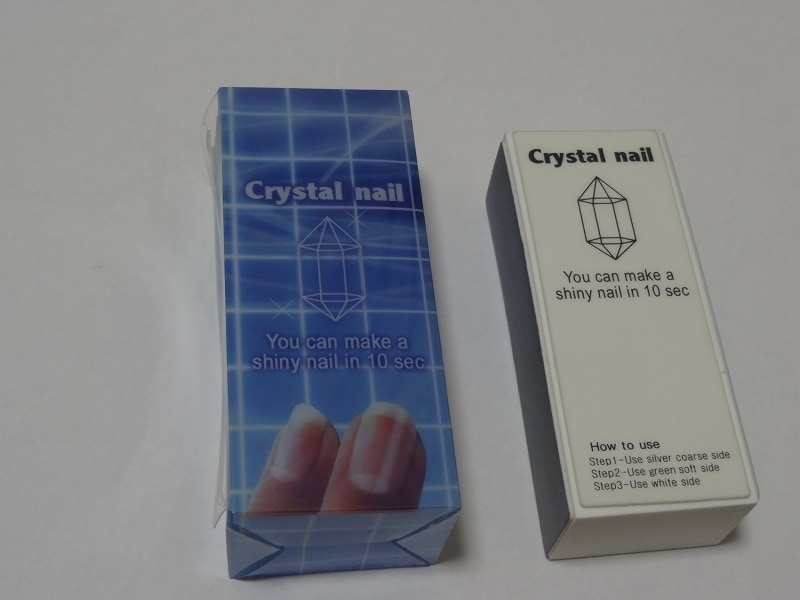 Crystal nail
You can make a
shiny nail in 10 sec
Crystal nail
You can make a
shiny nail in 10 sec
How to use
Step1-Use silver coarse side
Step2-Use green soft side
Step3-Use white side